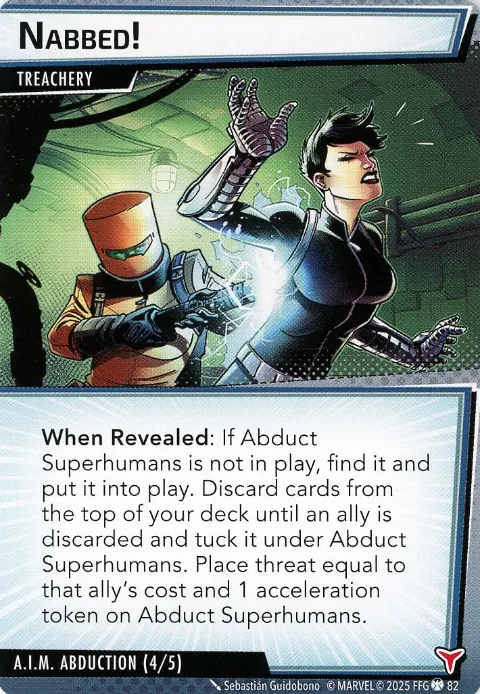 NABBED!
TREACHERY
When Revealed: If Abduct
Superhumans is not in play, find it and
put it into play. Discard cards from
the top of your deck until an ally is
discarded and tuck it under Abduct
Superhumans. Place threat equal to
that ally's cost and 1 acceleration
token on Abduct Superhumans.
A.I.M. ABDUCTION (4/5)
Sebastián Guidobono © MARVEL © 2025 FFG 82